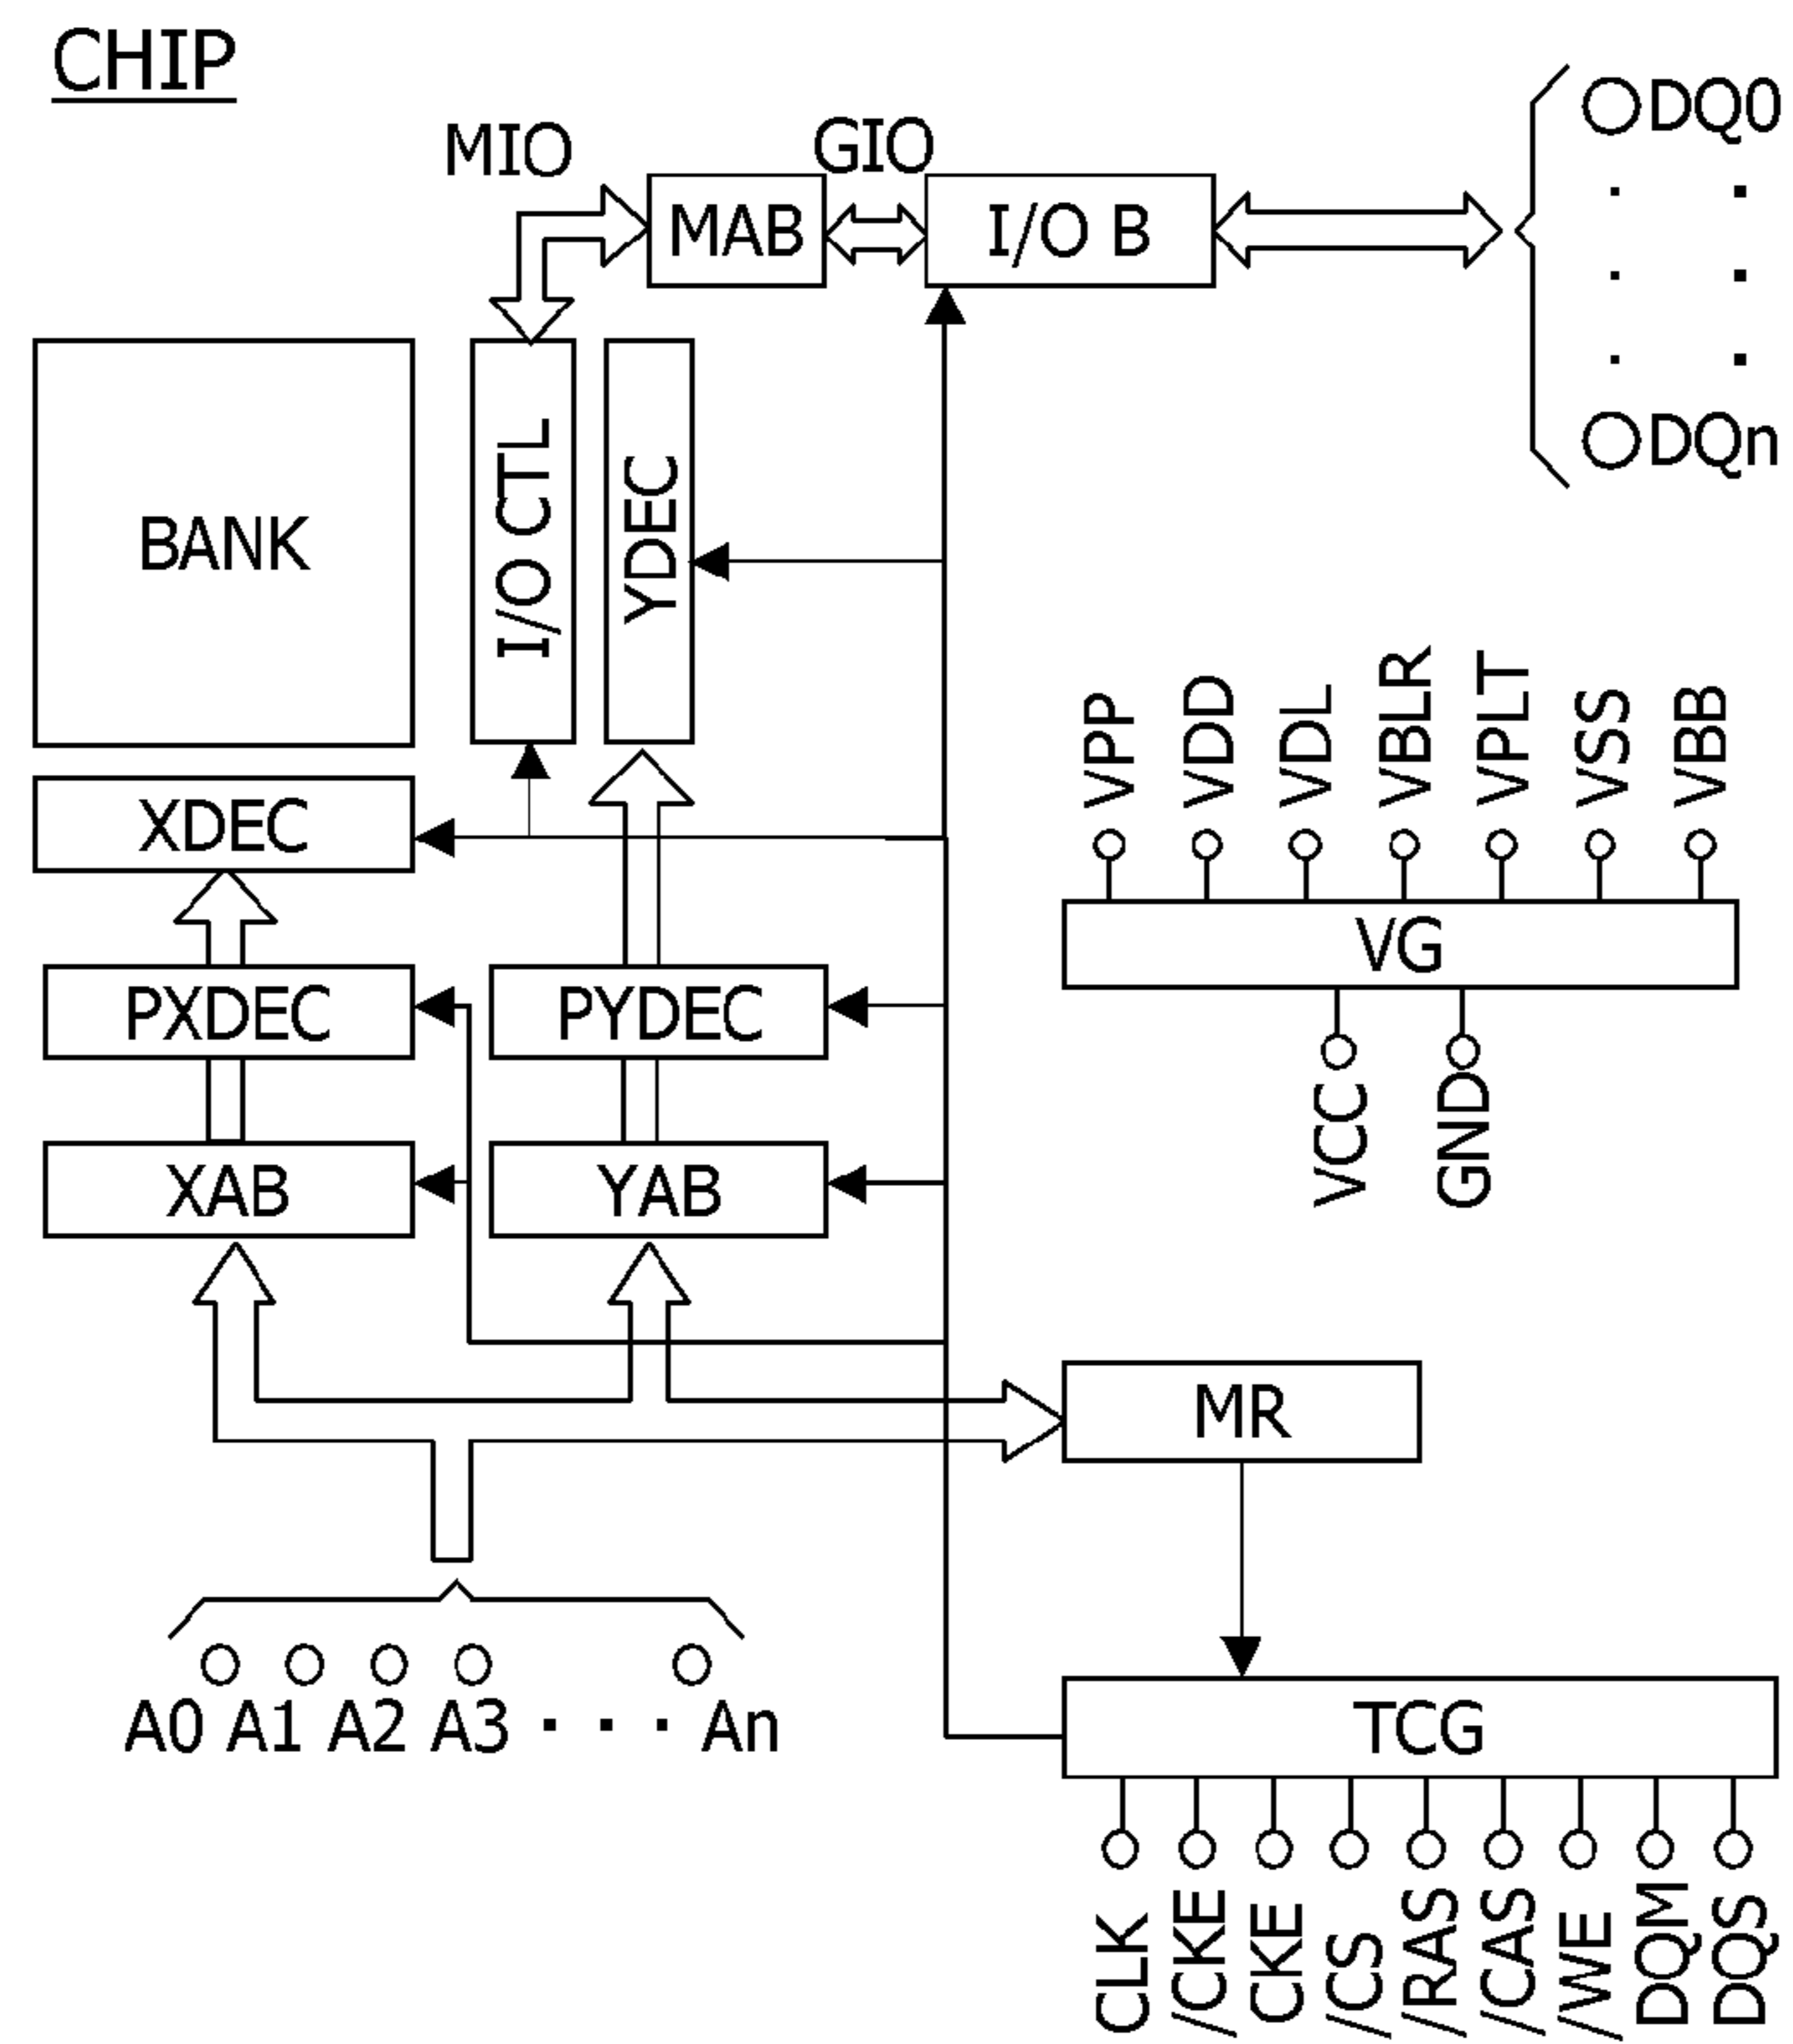 CHIP
MIO
GIO
MAB
I/O B
DQ0
. .
. .
. .
DQn
BANK
I/O CTL
YDEC
XDEC
VPP
VDD
VDL
VBLR
VPLT
VSS
VBB
VG
VCC
GND
PXDEC
PYDEC
XAB
YAB
MR
A0 A1 A2 A3 · · · An
TCG
CLK
/CKE
CKE
/CS
/RAS
/CAS
/WE
DQM
DQS